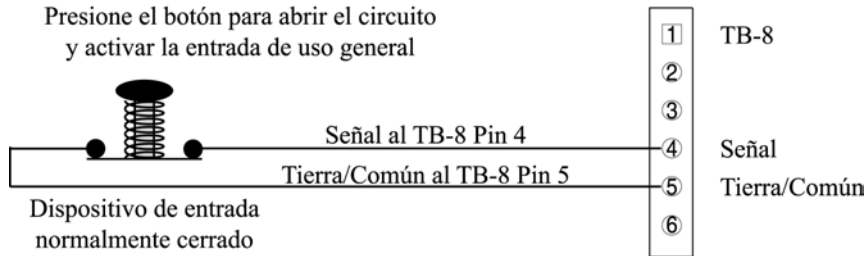 Presione el botón para abrir el circuito
y activar la entrada de uso general
1 TB-8
2
3
Señal al TB-8 Pin 4
4 Señal
Tierra/Común al TB-8 Pin 5
5 Tierra/Común
6
Dispositivo de entrada
normalmente cerrado